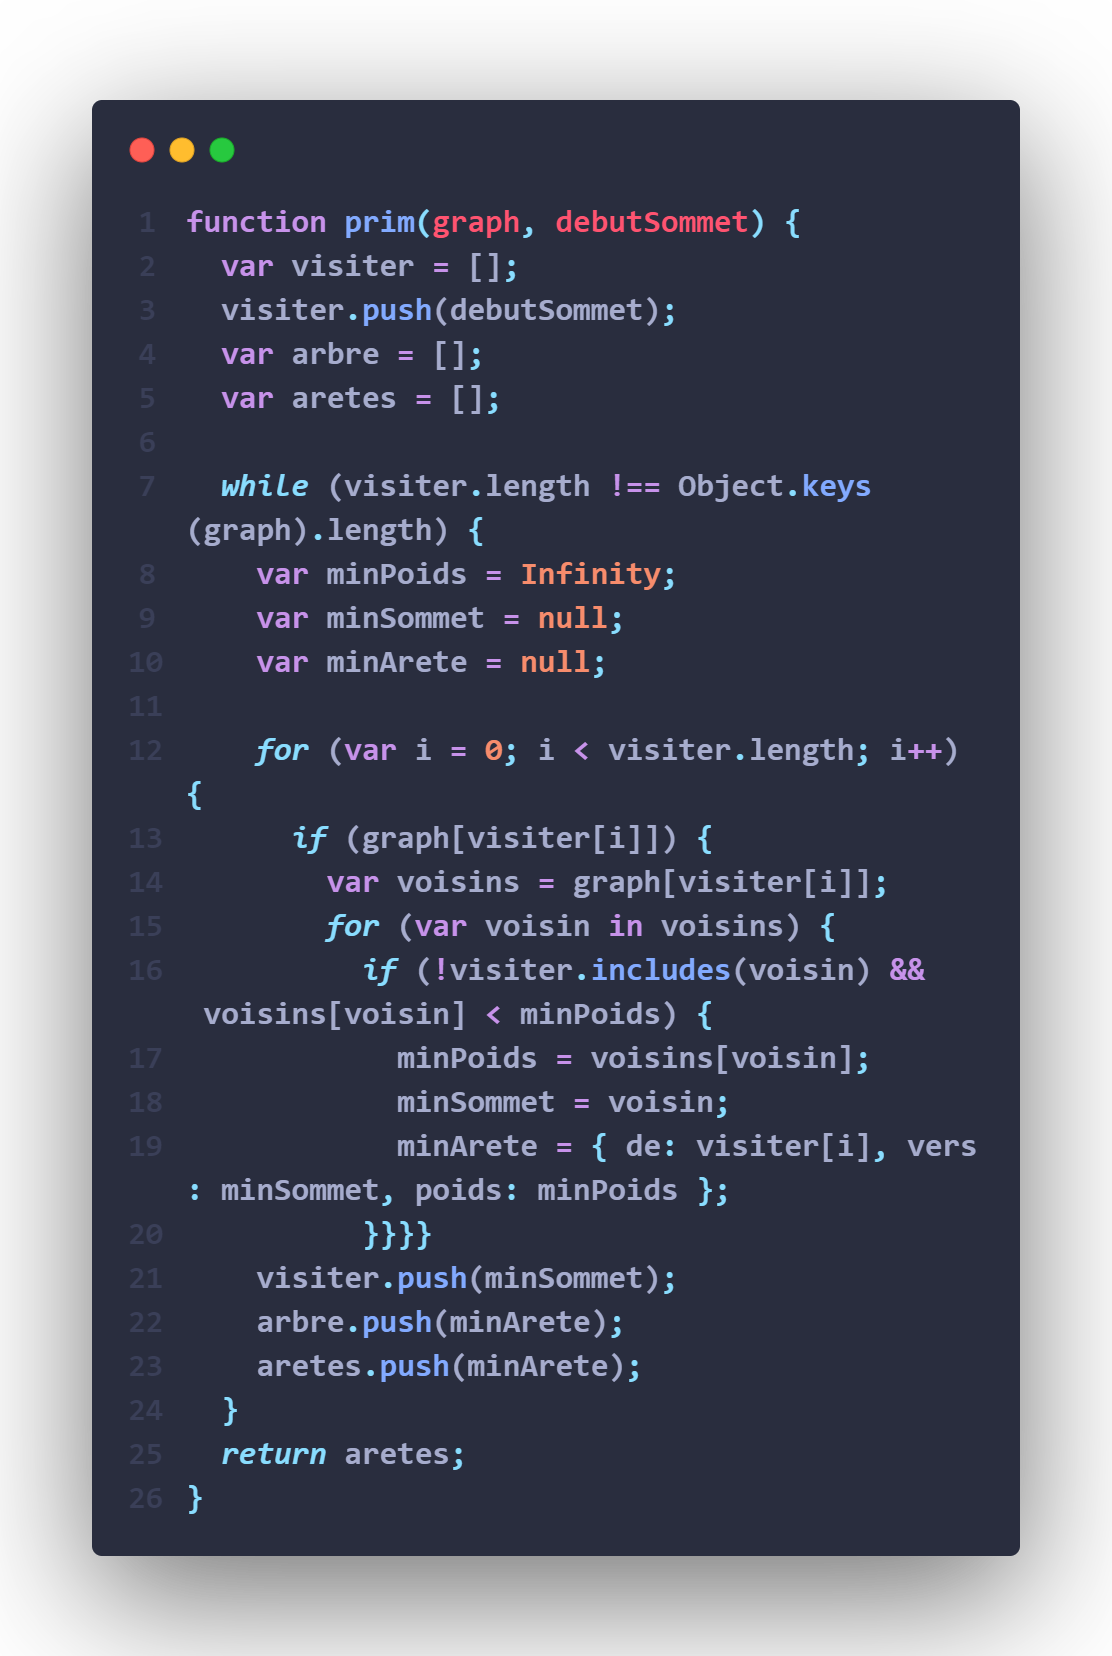 1 function prim(graph, debutSommet) {
2   var visiter = [];
3   visiter.push(debutSommet);
4   var arbre = [];
5   var aretes = [];
6
7   while (visiter.length !== Object.keys
(graph).length) {
8     var minPoids = Infinity;
9     var minSommet = null;
10     var minArete = null;
11
12     for (var i = 0; i < visiter.length; i++)
{
13       if (graph[visiter[i]]) {
14         var voisins = graph[visiter[i]];
15         for (var voisin in voisins) {
16           if (!visiter.includes(voisin) &&
 voisins[voisin] < minPoids) {
17             minPoids = voisins[voisin];
18             minSommet = voisin;
19             minArete = { de: visiter[i], vers
: minSommet, poids: minPoids };
20           }}}}
21     visiter.push(minSommet);
22     arbre.push(minArete);
23     aretes.push(minArete);
24   }
25   return aretes;
26 }